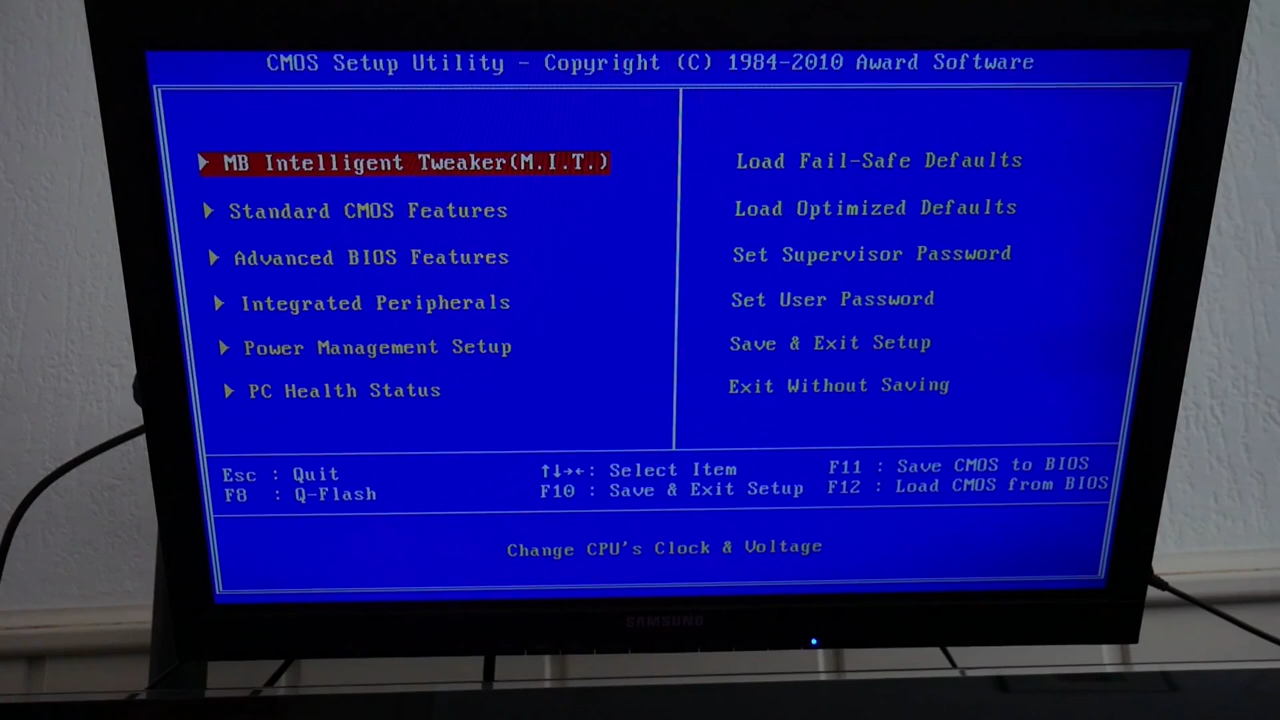 CMOS Setup Utility - Copyright (C) 1984-2010 Award Software
MB Intelligent Tweaker(M.I.T.)
Standard CMOS Features
Advanced BIOS Features
Integrated Peripherals
Power Management Setup
PC Health Status
Load Fail-Safe Defaults
Load Optimized Defaults
Set Supervisor Password
Set User Password
Save & Exit Setup
Exit Without Saving
Esc : Quit
F8 : Q-Flash
↑↓→←: Select Item
F10 : Save & Exit Setup
F11 : Save CMOS to BIOS
F12 : Load CMOS from BIOS
Change CPU's Clock & Voltage
SAMSUNG